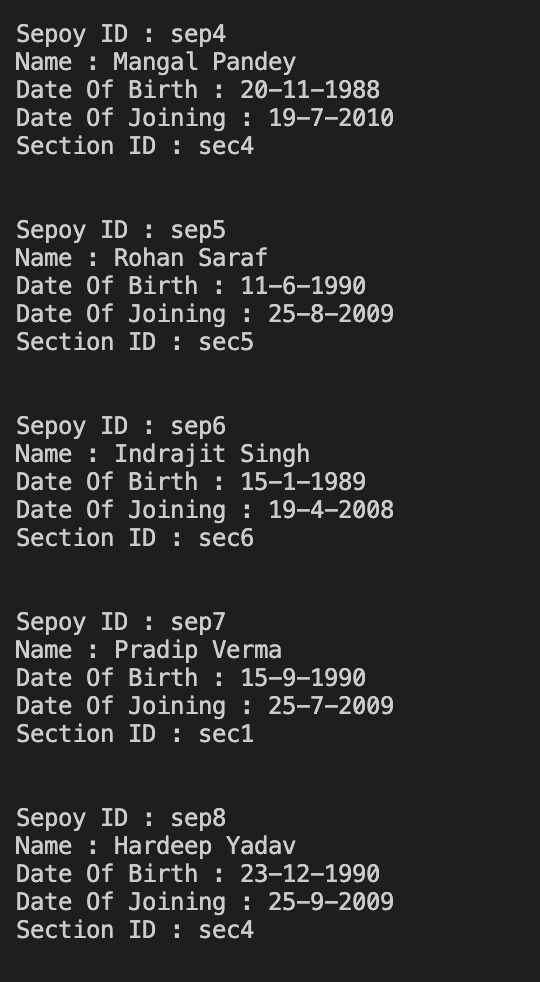 Sepoy ID : sep4
Name : Mangal Pandey
Date Of Birth : 20-11-1988
Date Of Joining : 19-7-2010
Section ID : sec4
Sepoy ID : sep5
Name : Rohan Saraf
Date Of Birth : 11-6-1990
Date Of Joining : 25-8-2009
Section ID : sec5
Sepoy ID : sep6
Name : Indrajit Singh
Date Of Birth : 15-1-1989
Date Of Joining : 19-4-2008
Section ID : sec6
Sepoy ID : sep7
Name : Pradip Verma
Date Of Birth : 15-9-1990
Date Of Joining : 25-7-2009
Section ID : sec1
Sepoy ID : sep8
Name : Hardeep Yadav
Date Of Birth : 23-12-1990
Date Of Joining : 25-9-2009
Section ID : sec4